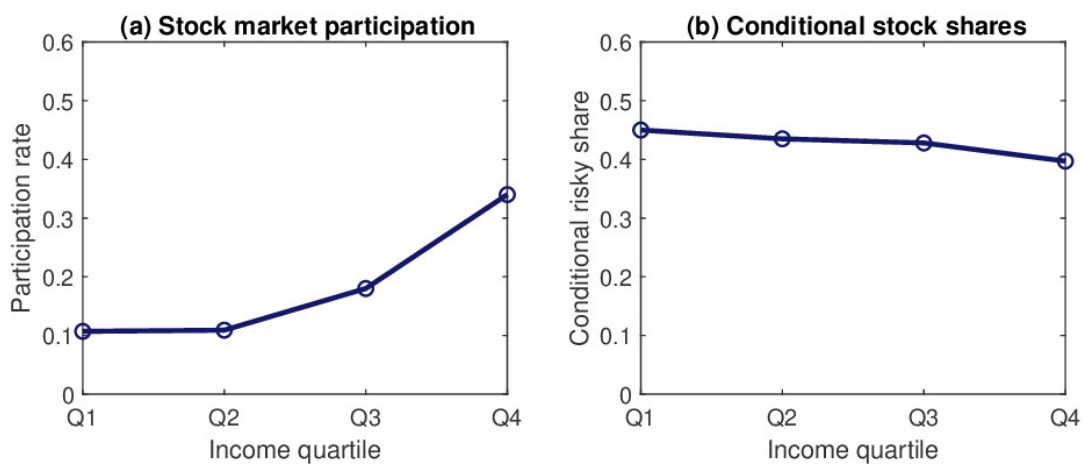 (a) Stock market participation
0.6
0.5
0.4
0.3
0.2
0.1
0
Participation rate
Q1 Q2 Q3 Q4
Income quartile
(b) Conditional stock shares
0.6
0.5
0.4
0.3
0.2
0.1
0
Conditional risky share
Q1 Q2 Q3 Q4
Income quartile